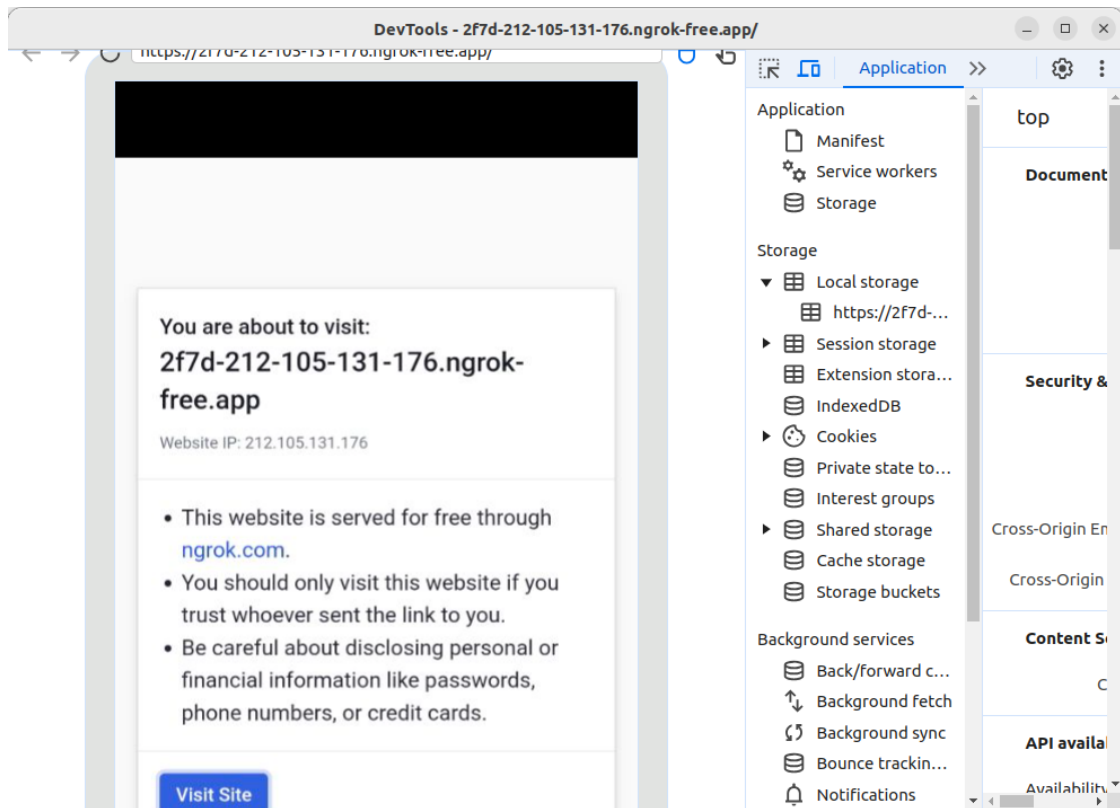 DevTools - 2f7d-212-105-131-176.ngrok-free.app/
https://2f7d-212-105-131-176.ngrok-free.app/
You are about to visit:
2f7d-212-105-131-176.ngrok-
free.app
Website IP: 212.105.131.176
• This website is served for free through
ngrok.com.
• You should only visit this website if you
trust whoever sent the link to you.
• Be careful about disclosing personal or
financial information like passwords,
phone numbers, or credit cards.
Visit Site
Application
Application
Manifest
Service workers
Storage
Storage
Local storage
https://2f7d-...
Session storage
Extension stora...
IndexedDB
Cookies
Private state to...
Interest groups
Shared storage
Cache storage
Storage buckets
Background services
Back/forward c...
Background fetch
Background sync
Bounce trackin...
Notifications
top
Document
Security &
Cross-Origin Em
Cross-Origin
Content Se
C
API availal
Availability